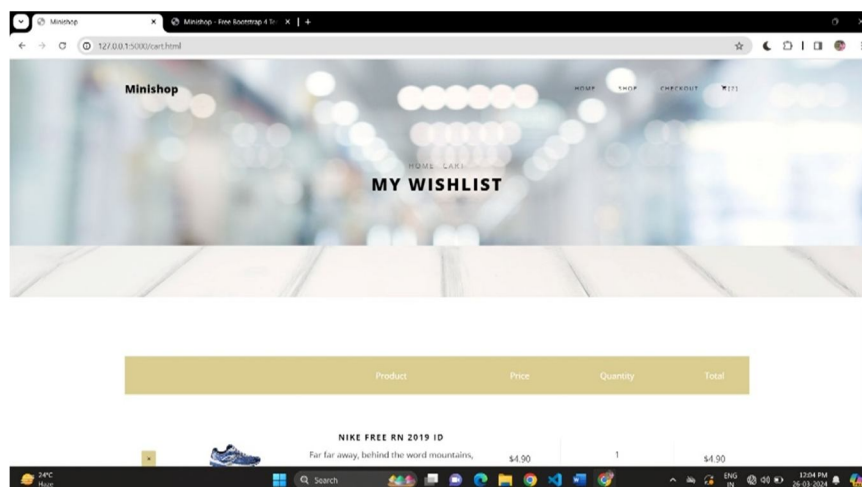 Minishop
Minishop - Free Bootstrap 4 Te
127.0.0.1:5000/cart.html
Minishop
HOME SHOP CHECKOUT
HOME CART
MY WISHLIST
Product Price Quantity Total
NIKE FREE RN 2019 ID
Far far away, behind the word mountains,
$4.90 1 $4.90
24°C
Haze
Search
ENG
IN
12:04 PM
26-03-2024